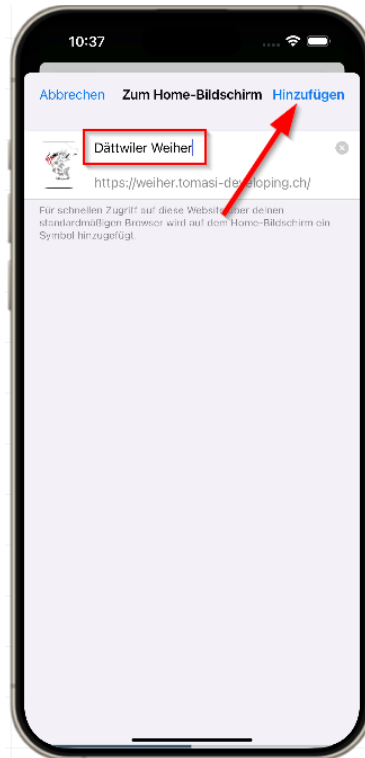 10:37
Abbrechen Zum Home-Bildschirm Hinzufügen
Dättwiler Weiher
https://weiher.tomasi-developing.ch/
Für schnellen Zugriff auf diese Website über deinen
standardmäßigen Browser wird auf dem Home-Bildschirm ein
Symbol hinzugefügt.